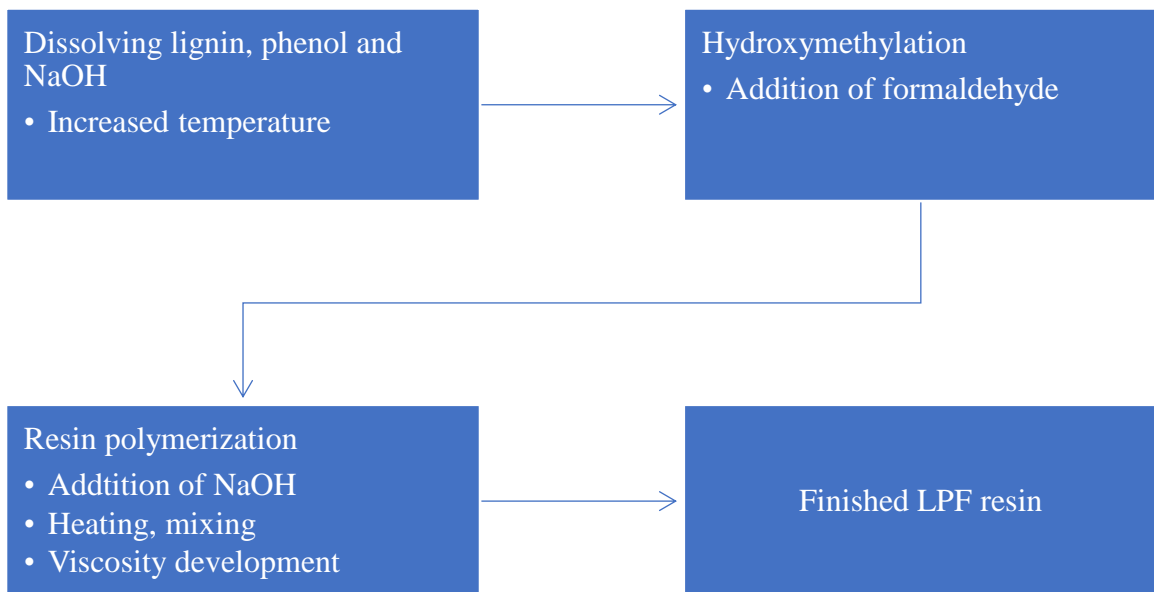 Dissolving lignin, phenol and
NaOH
• Increased temperature
Hydroxymethylation
• Addition of formaldehyde
Resin polymerization
• Addtition of NaOH
• Heating, mixing
• Viscosity development
Finished LPF resin